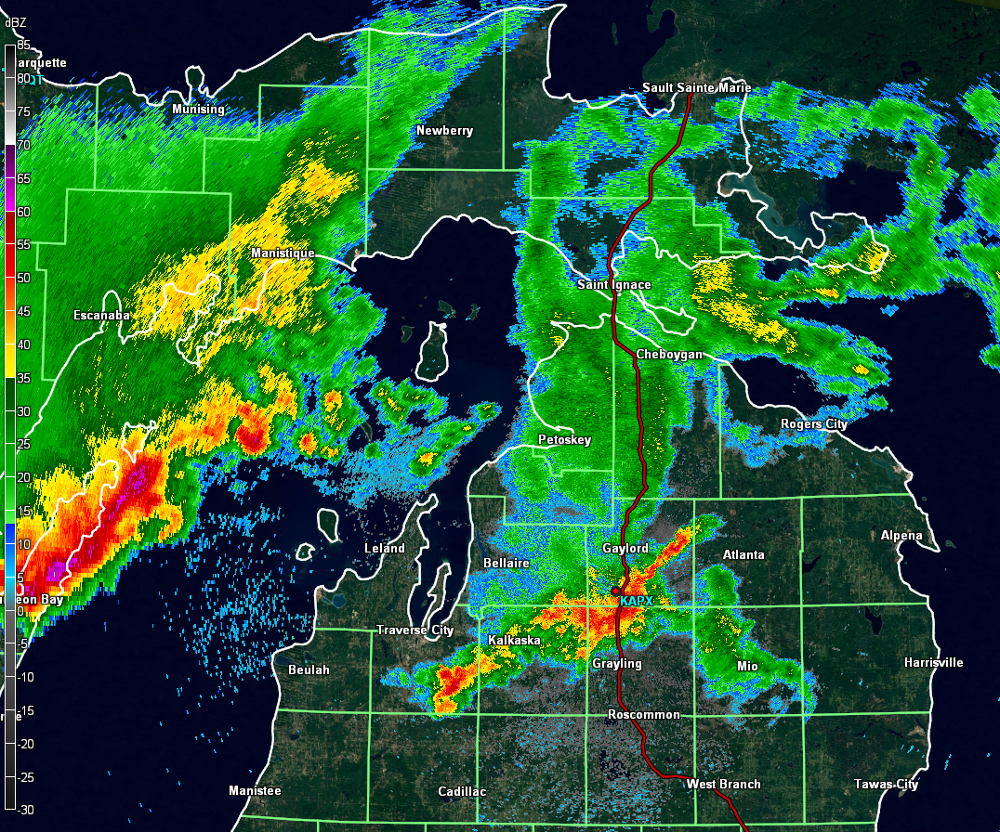 dBZ
85
80
75
70
65
60
55
50
45
40
35
30
25
20
15
10
5
0
-5
-10
-15
-20
-25
-30
arquette
Sault Sainte Marie
Munising
Newberry
Manistique
Saint Ignace
Escanaba
Cheboygan
Rogers City
Petoskey
Alpena
Leland
Gaylord
Atlanta
Bellaire
eon Bay
KAPX
Traverse City
Kalkaska
Beulah
Grayling
Mio
Harrisville
Roscommon
Manistee
Cadillac
West Branch
Tawas City